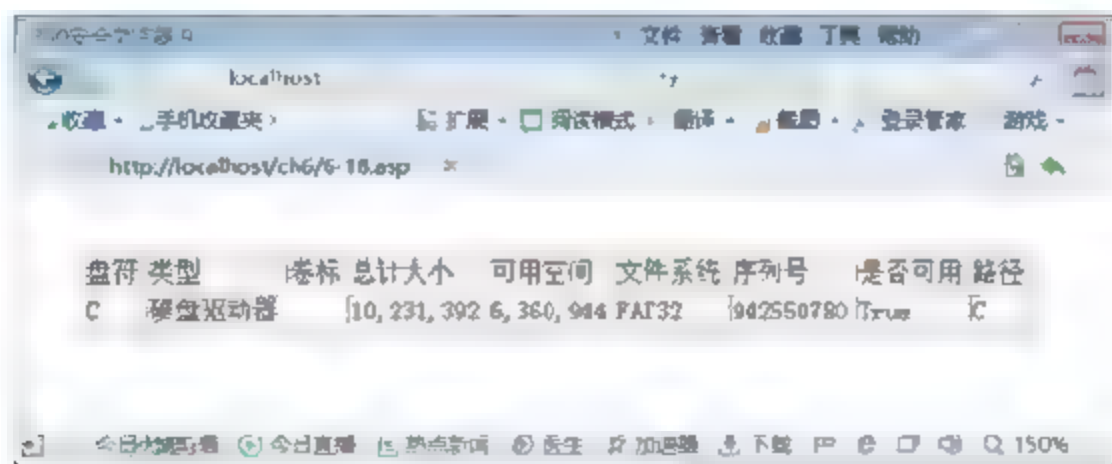 文件 查看 收藏 工具 帮助
localhost
收藏 手机收藏夹 扩展 阅读模式 翻译 截图 登录管家 游戏
http://localhost/ch6/6-18.asp
盘符 类型 卷标 总计大小 可用空间 文件系统 序列号 是否可用 路径
C 硬盘驱动器 10,231,392 6,360,944 FAT32 942550780 True C
今日直播 热点新闻 医生 加速器 下载 150%